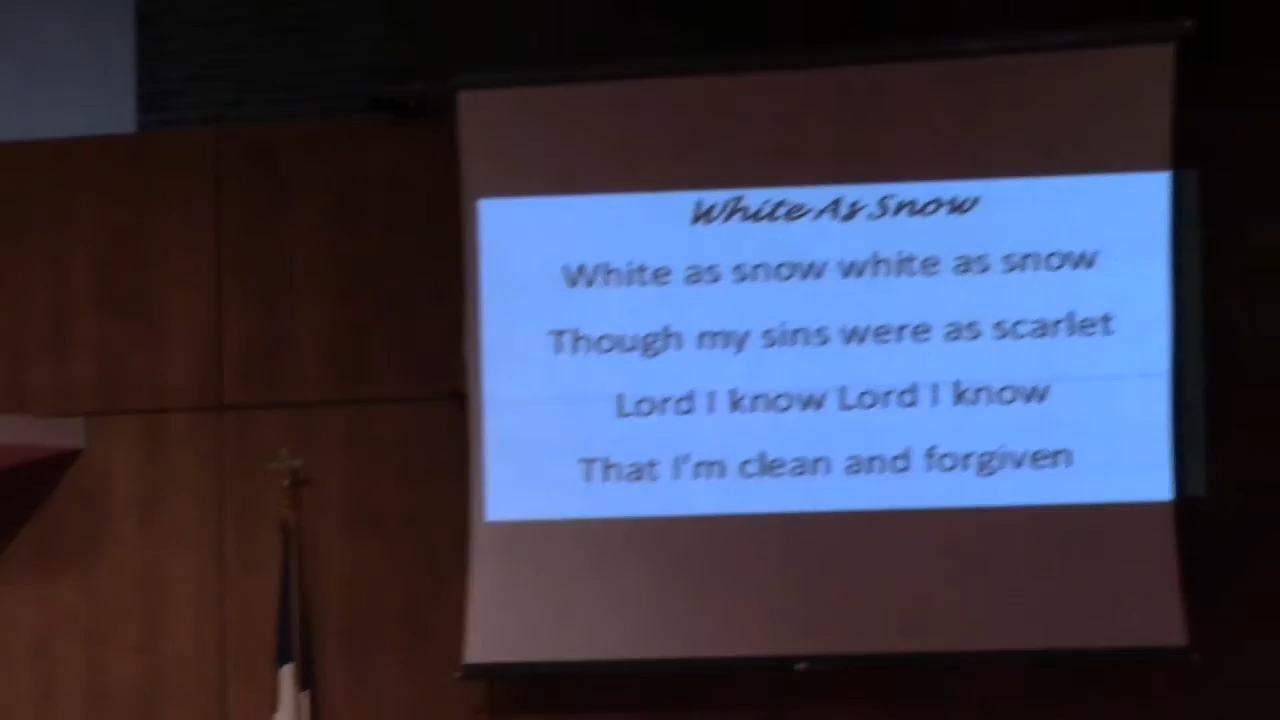 White As Snow
White as snow white as snow
Though my sins were as scarlet
Lord I know Lord I know
That I'm clean and forgiven